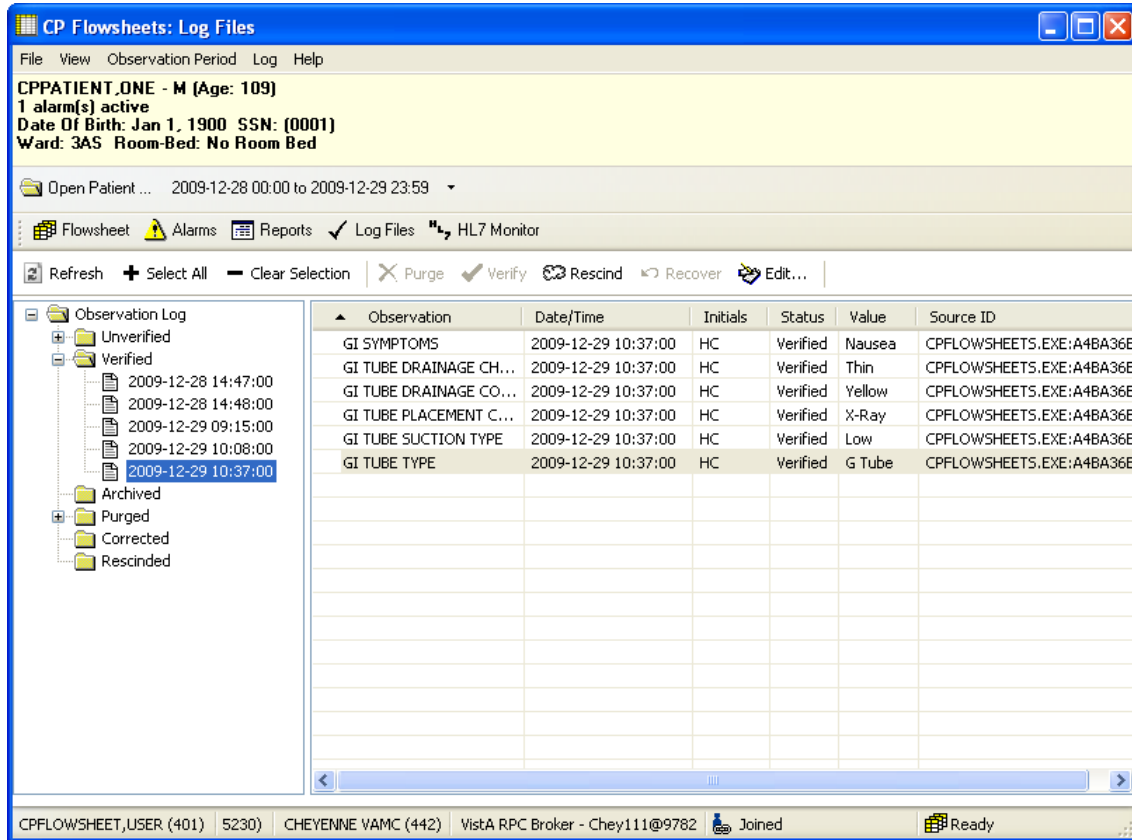 CP Flowsheets: Log Files
File View Observation Period Log Help
CPPATIENT,ONE - M (Age: 109)
1 alarm(s) active
Date Of Birth: Jan 1, 1900 SSN: (0001)
Ward: 3AS Room-Bed: No Room Bed
Open Patient ... 2009-12-28 00:00 to 2009-12-29 23:59
Flowsheet Alarms Reports Log Files HL7 HL7 Monitor
Refresh Select All Clear Selection Purge Verify Rescind Recover Edit...
Observation Log
Unverified
Verified
2009-12-28 14:47:00
2009-12-28 14:48:00
2009-12-29 09:15:00
2009-12-29 10:08:00
2009-12-29 10:37:00
Archived
Purged
Corrected
Rescinded
Observation Date/Time Initials Status Value Source ID
GI SYMPTOMS 2009-12-29 10:37:00 HC Verified Nausea CPFLOWSHEETS.EXE:A4BA36E
GI TUBE DRAINAGE CH... 2009-12-29 10:37:00 HC Verified Thin CPFLOWSHEETS.EXE:A4BA36E
GI TUBE DRAINAGE CO... 2009-12-29 10:37:00 HC Verified Yellow CPFLOWSHEETS.EXE:A4BA36E
GI TUBE PLACEMENT C... 2009-12-29 10:37:00 HC Verified X-Ray CPFLOWSHEETS.EXE:A4BA36E
GI TUBE SUCTION TYPE 2009-12-29 10:37:00 HC Verified Low CPFLOWSHEETS.EXE:A4BA36E
GI TUBE TYPE 2009-12-29 10:37:00 HC Verified G Tube CPFLOWSHEETS.EXE:A4BA36E
CPFLOWSHEET,USER (401) 5230) CHEYENNE VAMC (442) VistA RPC Broker - Chey111@9782 Joined Ready